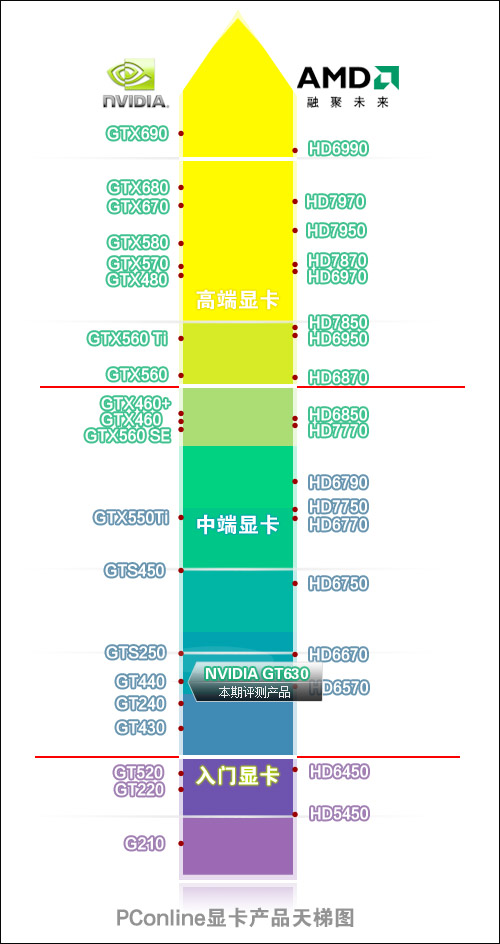 NVIDIA.
AMD
融聚未来
GTX690
HD6990
GTX680
GTX670
HD7970
HD7950
GTX580
GTX570
GTX480
HD7870
HD6970
高端显卡
HD7850
HD6950
GTX560 Ti
GTX560
HD6870
GTX460+
GTX460
GTX560 SE
HD6850
HD7770
HD6790
HD7750
HD6770
GTX550Ti
中端显卡
GTS450
HD6750
GTS250
HD6670
NVIDIA GT630
本期评测产品
GT440
HD6570
GT240
GT430
入门显卡
HD6450
GT520
GT220
HD5450
G210
PConline显卡产品天梯图